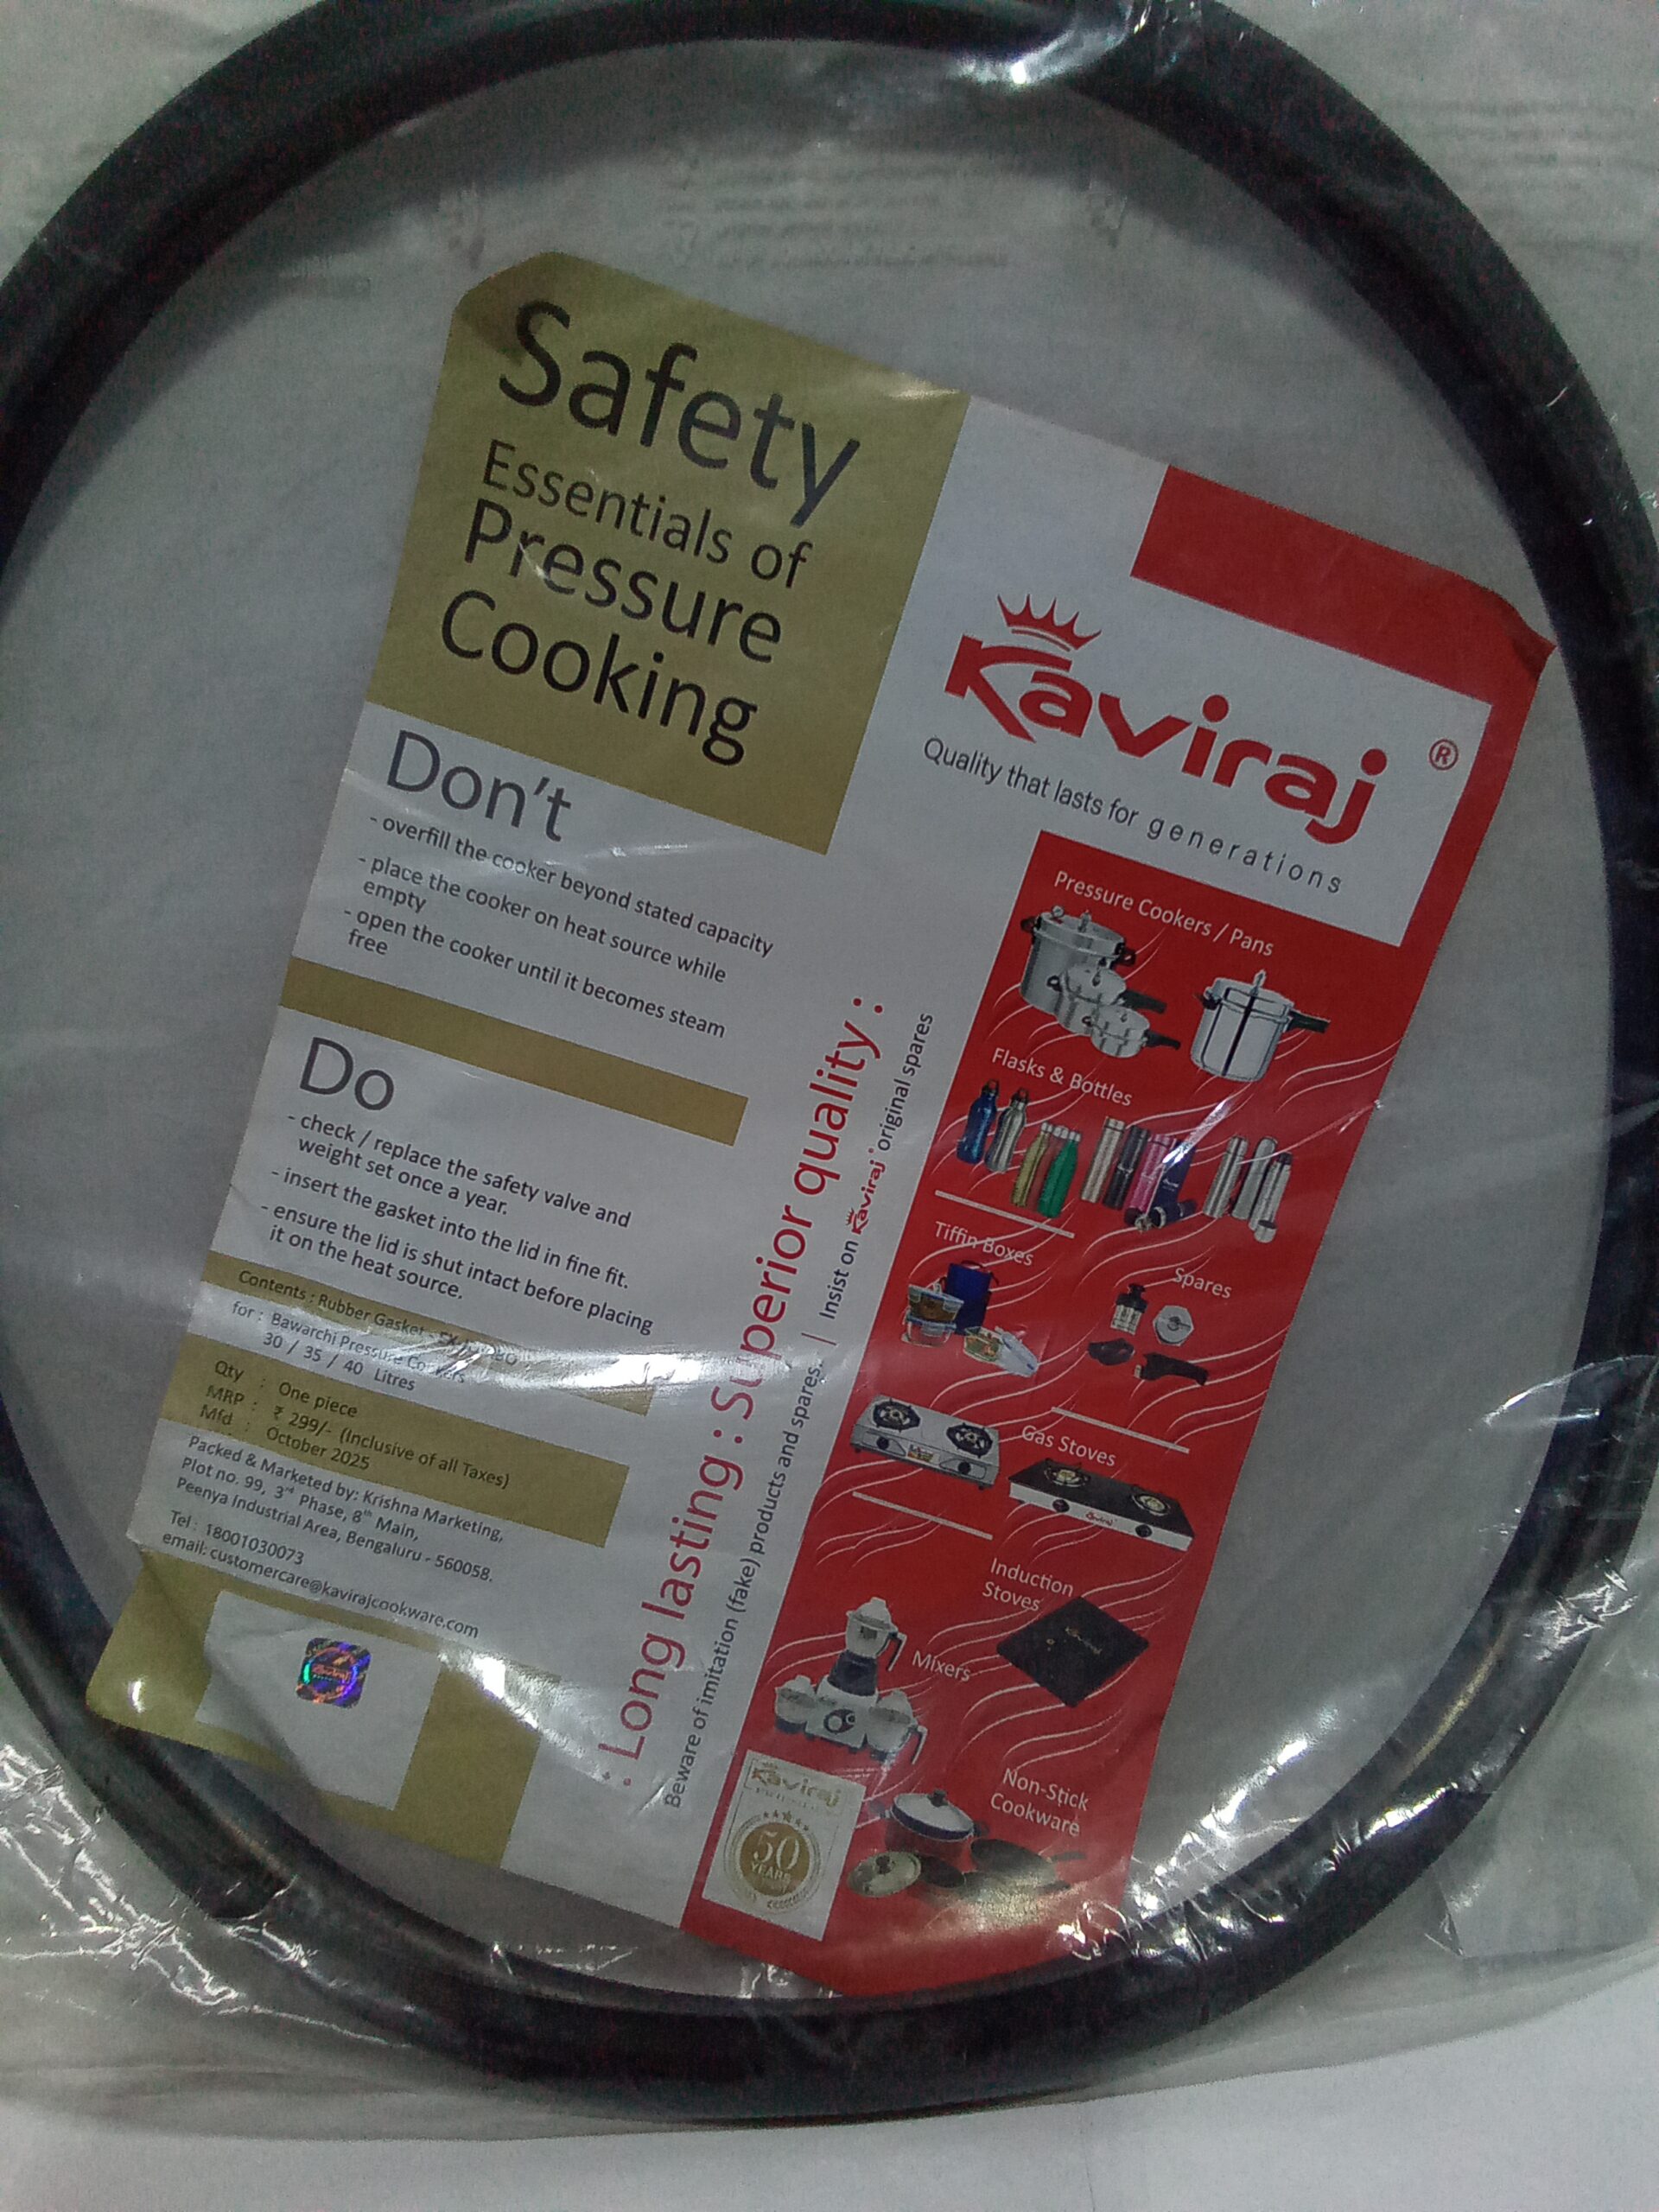 Safety
Essentials of
Pressure
Cooking
Don't
- overfill the cooker beyond stated capacity
- place the cooker on heat source while
empty
- open the cooker until it becomes steam
free
Do
- check / replace the safety valve and
weight set once a year.
- insert the gasket into the lid in fine fit.
- ensure the lid is shut intact before placing
it on the heat source.
Contents : Rubber Gasket -
for : Bawarchi Pressure Cookers
30 / 35 / 40 Litres
Qty : One piece
MRP : ₹ 299/- (Inclusive of all Taxes)
Mfd : October 2025
Packed & Marketed by: Krishna Marketing,
Plot no. 99, 3rd Phase, 8th Main,
Peenya Industrial Area, Bengaluru - 560058.
Tel : 18001030073
email: customercare@kavirajcookware.com
: Long lasting : Superior quality :
Beware of imitation (fake) products and spares. | Insist on Kaviraj® original spares
Kaviraj ®
Quality that lasts for generations
Pressure Cookers / Pans
Flasks & Bottles
Tiffin Boxes
Spares
Gas Stoves
Induction
Stoves
Mixers
Non-Stick
Cookware
Kaviraj
50
YEARS